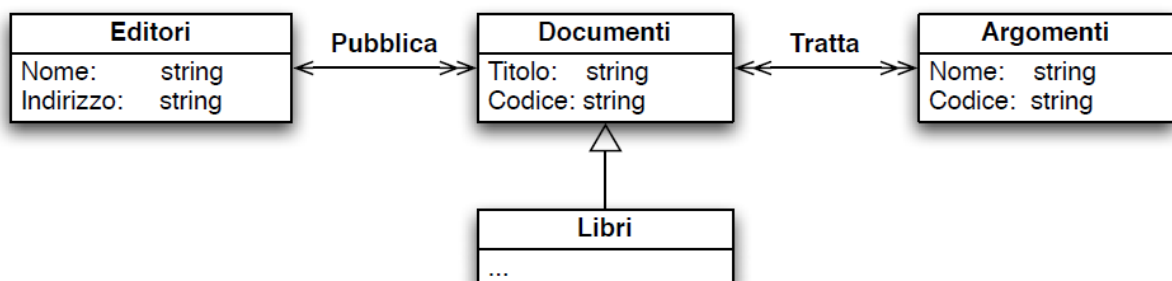 Editori
Nome: string
Indirizzo: string
Pubblica
Documenti
Titolo: string
Codice: string
Tratta
Argomenti
Nome: string
Codice: string
Libri
...